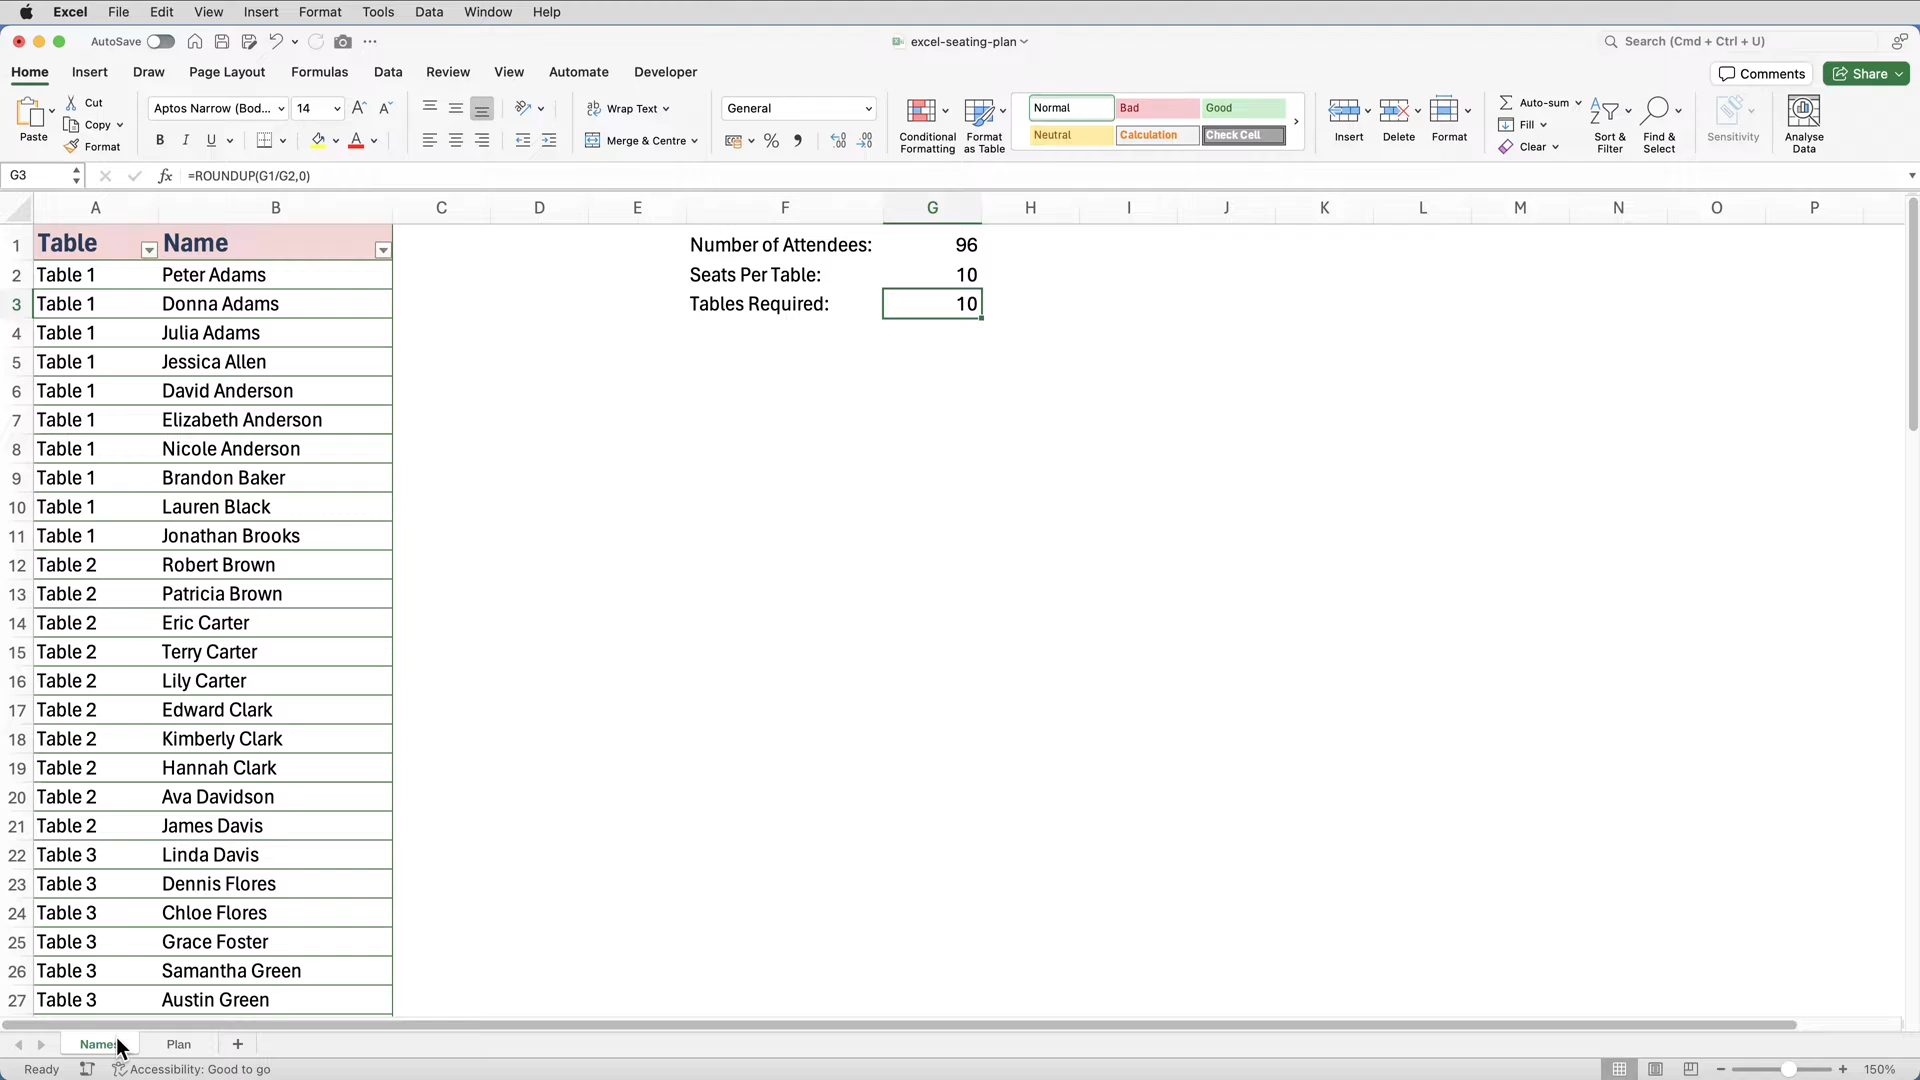 Excel File Edit View Insert Format Tools Data Window Help
AutoSave excel-seating-plan Search (Cmd + Ctrl + U)
Home Insert Draw Page Layout Formulas Data Review View Automate Developer Comments Share
Paste Cut Copy Format
Aptos Narrow (Bod... 14
B I U A
Wrap Text
Merge & Centre
General
%
Conditional Formatting
Format as Table
Normal Bad Good
Neutral Calculation Check Cell
Insert Delete Format
Auto-sum
Fill
Clear
Sort & Filter
Find & Select
Sensitivity
Analyse Data
G3 fx =ROUNDUP(G1/G2,0)
A B C D E F G H I J K L M N O P
1 Table Name Number of Attendees: 96
2 Table 1 Peter Adams Seats Per Table: 10
3 Table 1 Donna Adams Tables Required: 10
4 Table 1 Julia Adams
5 Table 1 Jessica Allen
6 Table 1 David Anderson
7 Table 1 Elizabeth Anderson
8 Table 1 Nicole Anderson
9 Table 1 Brandon Baker
10 Table 1 Lauren Black
11 Table 1 Jonathan Brooks
12 Table 2 Robert Brown
13 Table 2 Patricia Brown
14 Table 2 Eric Carter
15 Table 2 Terry Carter
16 Table 2 Lily Carter
17 Table 2 Edward Clark
18 Table 2 Kimberly Clark
19 Table 2 Hannah Clark
20 Table 2 Ava Davidson
21 Table 2 James Davis
22 Table 3 Linda Davis
23 Table 3 Dennis Flores
24 Table 3 Chloe Flores
25 Table 3 Grace Foster
26 Table 3 Samantha Green
27 Table 3 Austin Green
Names Plan +
Ready Accessibility: Good to go 150%